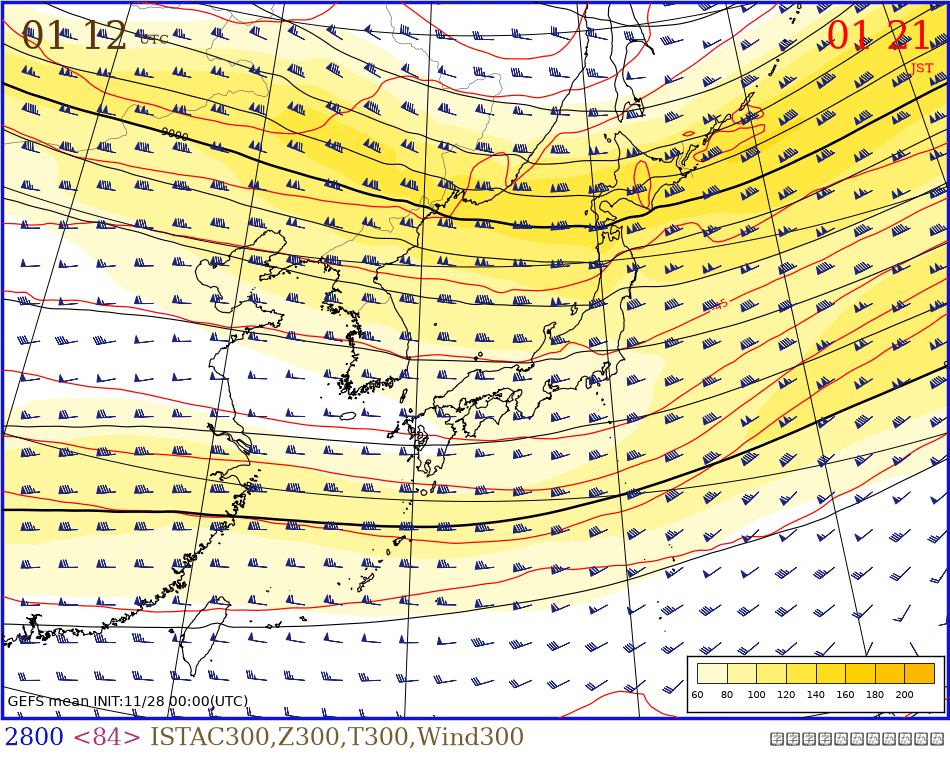 01 12 UTC
01 21
JST
9000
GEFS mean INIT:11/28 00:00(UTC)
60 80 100 120 140 160 180 200
2800 <84> ISTAC300,Z300,T300,Wind300